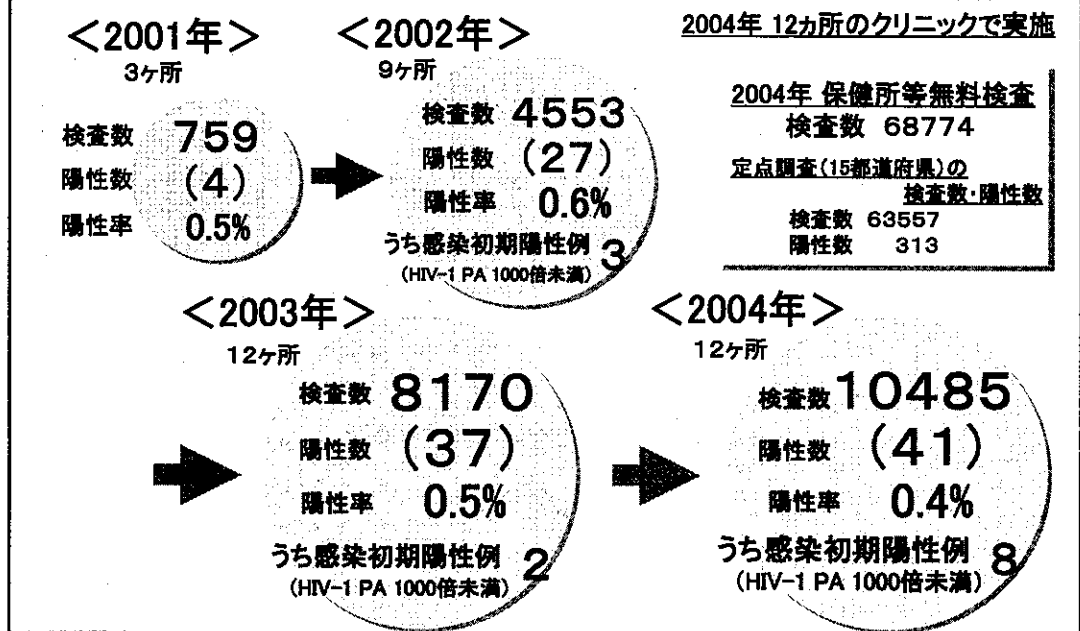 ＜2001年＞
3ヶ所
検査数 759
陽性数 (4)
陽性率 0.5%
＜2002年＞
9ヶ所
検査数 4553
陽性数 (27)
陽性率 0.6%
うち感染初期陽性例 3
(HIV-1 PA 1000倍未満)
2004年 12カ所のクリニックで実施
2004年 保健所等無料検査
検査数 68774
定点調査(15都道府県)の
検査数・陽性数
検査数 63557
陽性数 313
＜2003年＞
12ヶ所
検査数 8170
陽性数 (37)
陽性率 0.5%
うち感染初期陽性例 2
(HIV-1 PA 1000倍未満)
＜2004年＞
12ヶ所
検査数 10485
陽性数 (41)
陽性率 0.4%
うち感染初期陽性例 8
(HIV-1 PA 1000倍未満)